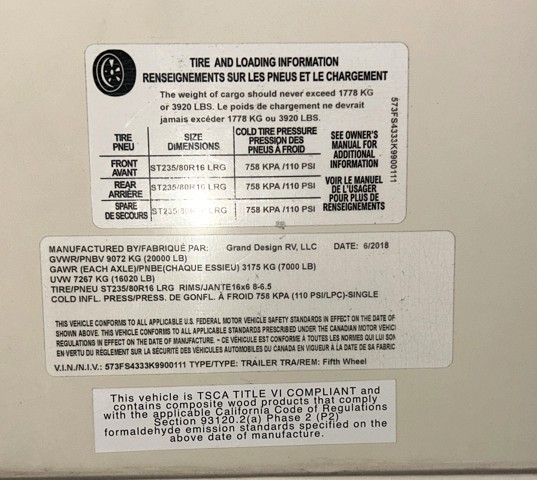 TIRE AND LOADING INFORMATION
RENSEIGNEMENTS SUR LES PNEUS ET LE CHARGEMENT
The weight of cargo should never exceed 1778 KG
or 3920 LBS. Le poids de chargement ne devrait
jamais excéder 1778 KG ou 3920 LBS.
TIRE PNEU SIZE DIMENSIONS COLD TIRE PRESSURE PRESSION DES PNEUS À FROID
FRONT AVANT ST235/80R16 LRG 758 KPA /110 PSI
REAR ARRIÈRE ST235/80R16 LRG 758 KPA /110 PSI
SPARE DE SECOURS ST235/80R16 LRG 758 KPA /110 PSI
SEE OWNER'S
MANUAL FOR
ADDITIONAL
INFORMATION
VOIR LE MANUEL
DE L'USAGER
POUR PLUS DE
RENSEIGNEMENTS
573FS4333K9900111
MANUFACTURED BY/FABRIQUÉ PAR: Grand Design RV, LLC DATE: 6/2018
GVWR/PNBV 9072 KG (20000 LB)
GAWR (EACH AXLE)/PNBE(CHAQUE ESSIEU) 3175 KG (7000 LB)
UVW 7267 KG (16020 LB)
TIRE/PNEU ST235/80R16 LRG RIMS/JANTE16x6 8-6.5
COLD INFL. PRESS/PRESS. DE GONFL. À FROID 758 KPA (110 PSI/LPC)-SINGLE
THIS VEHICLE CONFORMS TO ALL APPLICABLE U.S. FEDERAL MOTOR VEHICLE SAFETY STANDARDS IN EFFECT ON THE DATE OF
SHOWN ABOVE. THIS VEHICLE CONFORMS TO ALL APPLICABLE STANDARDS PRESCRIBED UNDER THE CANADIAN MOTOR VEHICL
REGULATIONS IN EFFECT ON THE DATE OF MANUFACTURE. - CE VÉHICULE EST CONFORME À TOUTES LES NORMES QUI LUI SON
EN VERTU DU RÈGLEMENT SUR LA SÉCURITÉ DES VÉHICULES AUTOMOBILES DU CANADA EN VIGUEUR À LA DATE DE SA FABRIC
V.I.N./N.I.V.: 573FS4333K9900111 TYPE/TYPE: TRAILER TRA/REM: Fifth Wheel
This vehicle is TSCA TITLE VI COMPLIANT and
contains composite wood products that comply
with the applicable California Code of Regulations
Section 93120.2(a) Phase 2 (P2)
formaldehyde emission standards specified on the
above date of manufacture.